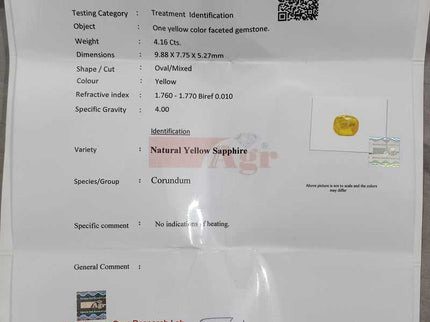 Testing Category : Treatment Identification
Object : One yellow color faceted gemstone.
Weight : 4.16 Cts.
Dimensions : 9.88 X 7.75 X 5.27mm
Shape / Cut : Oval/Mixed
Colour : Yellow
Refractive index : 1.760 - 1.770 Biref 0.010
Specific Gravity : 4.00
Identification
Agr
Variety : Natural Yellow Sapphire
Above picture is not to scale and the colors
may differ
Species/Group : Corundum
Specific comment : No indications of heating.
General Comment :